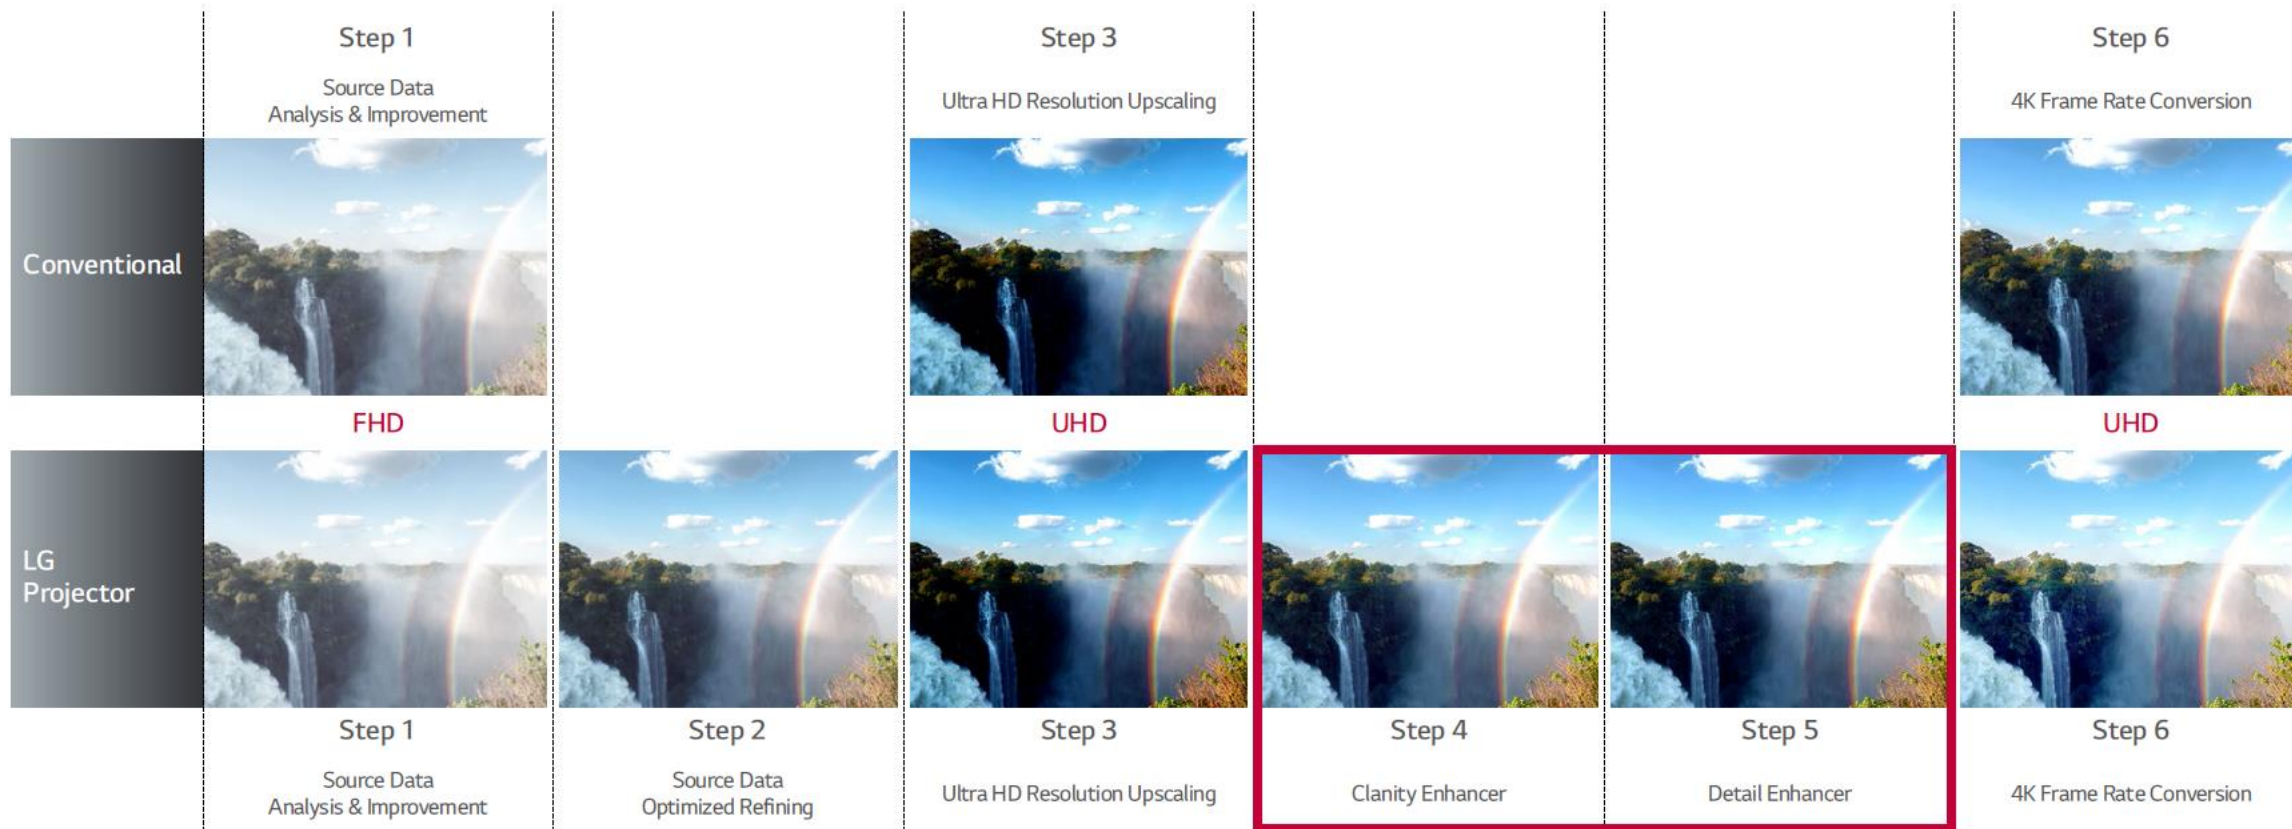 Step 1
Step 3
Step 6
Source Data
Analysis & Improvement
Ultra HD Resolution Upscaling
4K Frame Rate Conversion
Conventional
FHD
UHD
UHD
LG
Projector
Step 1
Step 2
Step 3
Step 4
Step 5
Step 6
Source Data
Analysis & Improvement
Source Data
Optimized Refining
Ultra HD Resolution Upscaling
Clanity Enhancer
Detail Enhancer
4K Frame Rate Conversion